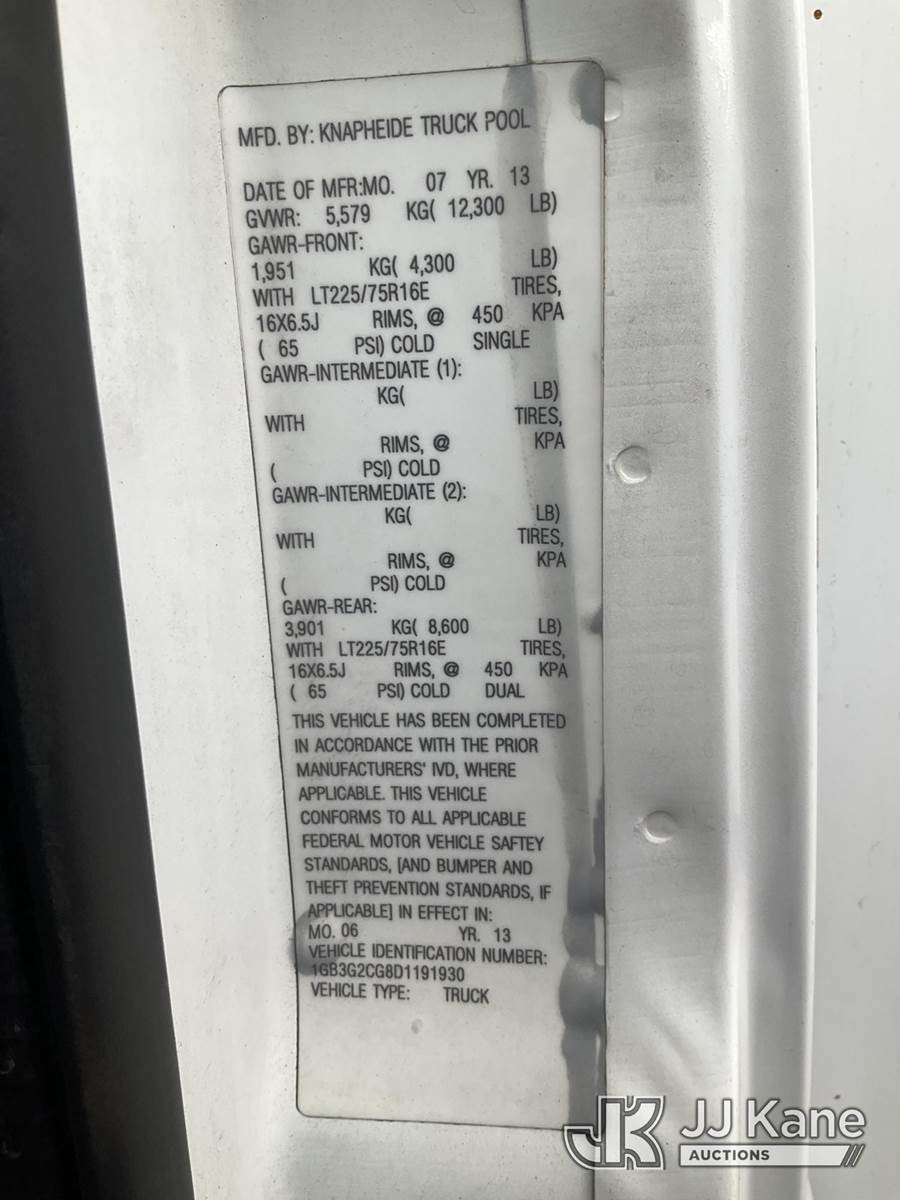 MFD. BY: KNAPHEIDE TRUCK POOL
DATE OF MFR:MO. 07 YR. 13
GVWR: 5,579 KG( 12,300 LB)
GAWR-FRONT:
1,951 KG( 4,300 LB)
WITH LT225/75R16E TIRES,
16X6.5J RIMS, @ 450 KPA
( 65 PSI) COLD SINGLE
GAWR-INTERMEDIATE (1):
KG( LB)
WITH TIRES,
RIMS, @ KPA
( PSI) COLD
GAWR-INTERMEDIATE (2):
KG( LB)
WITH TIRES,
RIMS, @ KPA
( PSI) COLD
GAWR-REAR:
3,901 KG( 8,600 LB)
WITH LT225/75R16E TIRES,
16X6.5J RIMS, @ 450 KPA
( 65 PSI) COLD DUAL
THIS VEHICLE HAS BEEN COMPLETED
IN ACCORDANCE WITH THE PRIOR
MANUFACTURERS' IVD, WHERE
APPLICABLE. THIS VEHICLE
CONFORMS TO ALL APPLICABLE
FEDERAL MOTOR VEHICLE SAFTEY
STANDARDS, [AND BUMPER AND
THEFT PREVENTION STANDARDS, IF
APPLICABLE] IN EFFECT IN:
MO. 06 YR. 13
VEHICLE IDENTIFICATION NUMBER:
1GB3G2CG8D1191930
VEHICLE TYPE: TRUCK
JK JJ Kane
AUCTIONS